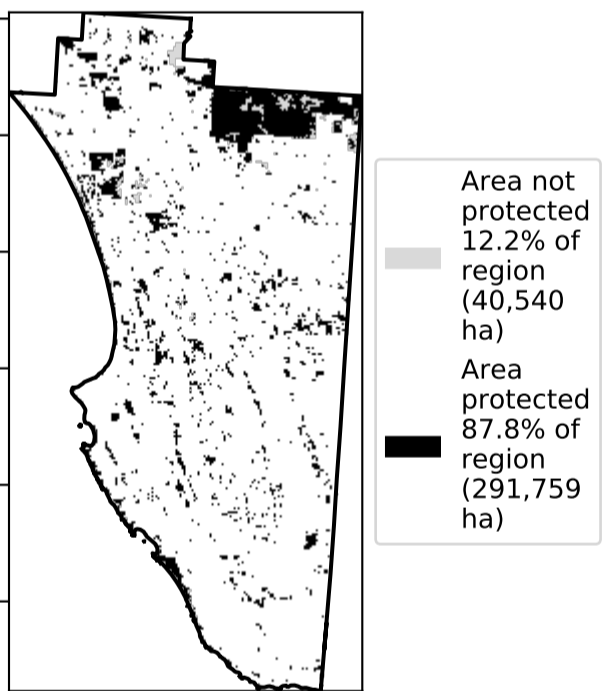 Area not
protected
12.2% of
region
(40,540
ha)
Area
protected
87.8% of
region
(291,759
ha)